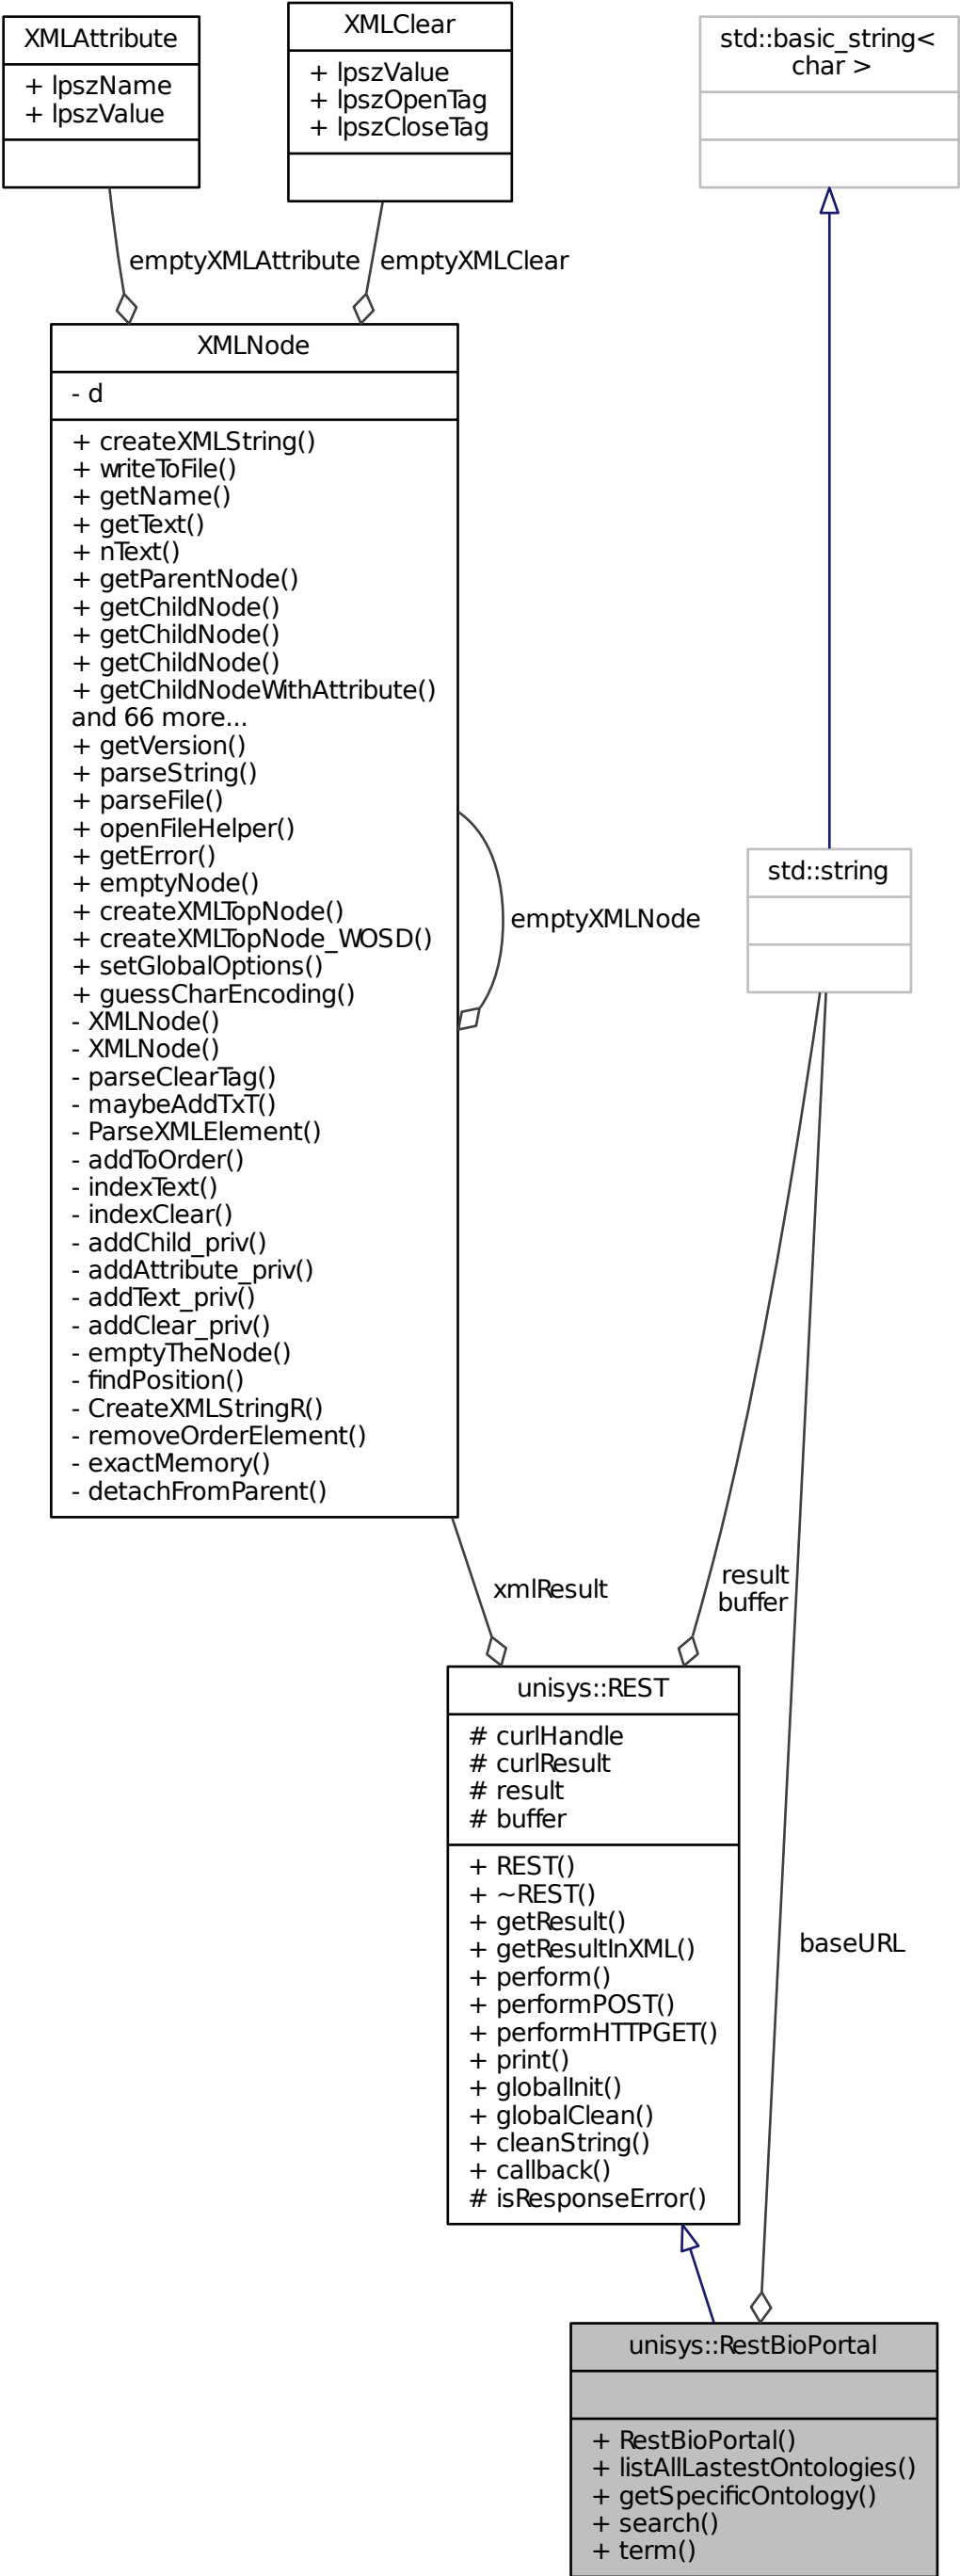 XMLAttribute
+ lpszName
+ lpszValue
XMLClear
+ lpszValue
+ lpszOpenTag
+ lpszCloseTag
std::basic_string<
char >
emptyXMLAttribute
emptyXMLClear
XMLNode
- d
+ createXMLString()
+ writeToFile()
+ getName()
+ getText()
+ nText()
+ getParentNode()
+ getChildNode()
+ getChildNode()
+ getChildNode()
+ getChildNodeWithAttribute()
and 66 more...
+ getVersion()
+ parseString()
+ parseFile()
+ openFileHelper()
+ getError()
+ emptyNode()
+ createXMLTopNode()
+ createXMLTopNode_WOSD()
+ setGlobalOptions()
+ guessCharEncoding()
- XMLNode()
- XMLNode()
- parseClearTag()
- maybeAddTxT()
- ParseXMLElement()
- addToOrder()
- indexText()
- indexClear()
- addChild_priv()
- addAttribute_priv()
- addText_priv()
- addClear_priv()
- emptyTheNode()
- findPosition()
- CreateXMLStringR()
- removeOrderElement()
- exactMemory()
- detachFromParent()
emptyXMLNode
std::string
xmlResult
result
buffer
unisys::REST
# curlHandle
# curlResult
# result
# buffer
+ REST()
+ ~REST()
+ getResult()
+ getResultInXML()
+ perform()
+ performPOST()
+ performHTTPGET()
+ print()
+ globalInit()
+ globalClean()
+ cleanString()
+ callback()
# isResponseError()
baseURL
unisys::RestBioPortal
+ RestBioPortal()
+ listAllLastestOntologies()
+ getSpecificOntology()
+ search()
+ term()